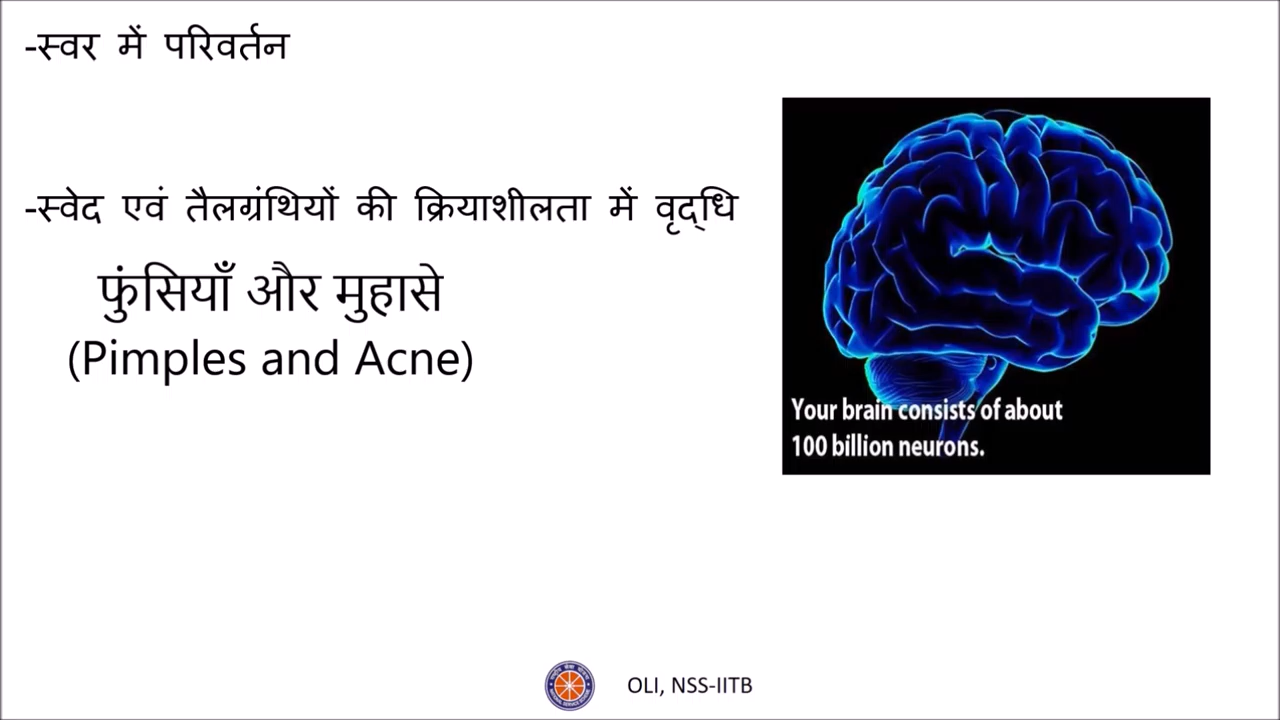 -स्वर में परिवर्तन
-स्वेद एवं तैलग्रंथियों की क्रियाशीलता में वृद्धि
फुंसियाँ और मुहासे
(Pimples and Acne)
Your brain consists of about
100 billion neurons.
OLI, NSS-IITB